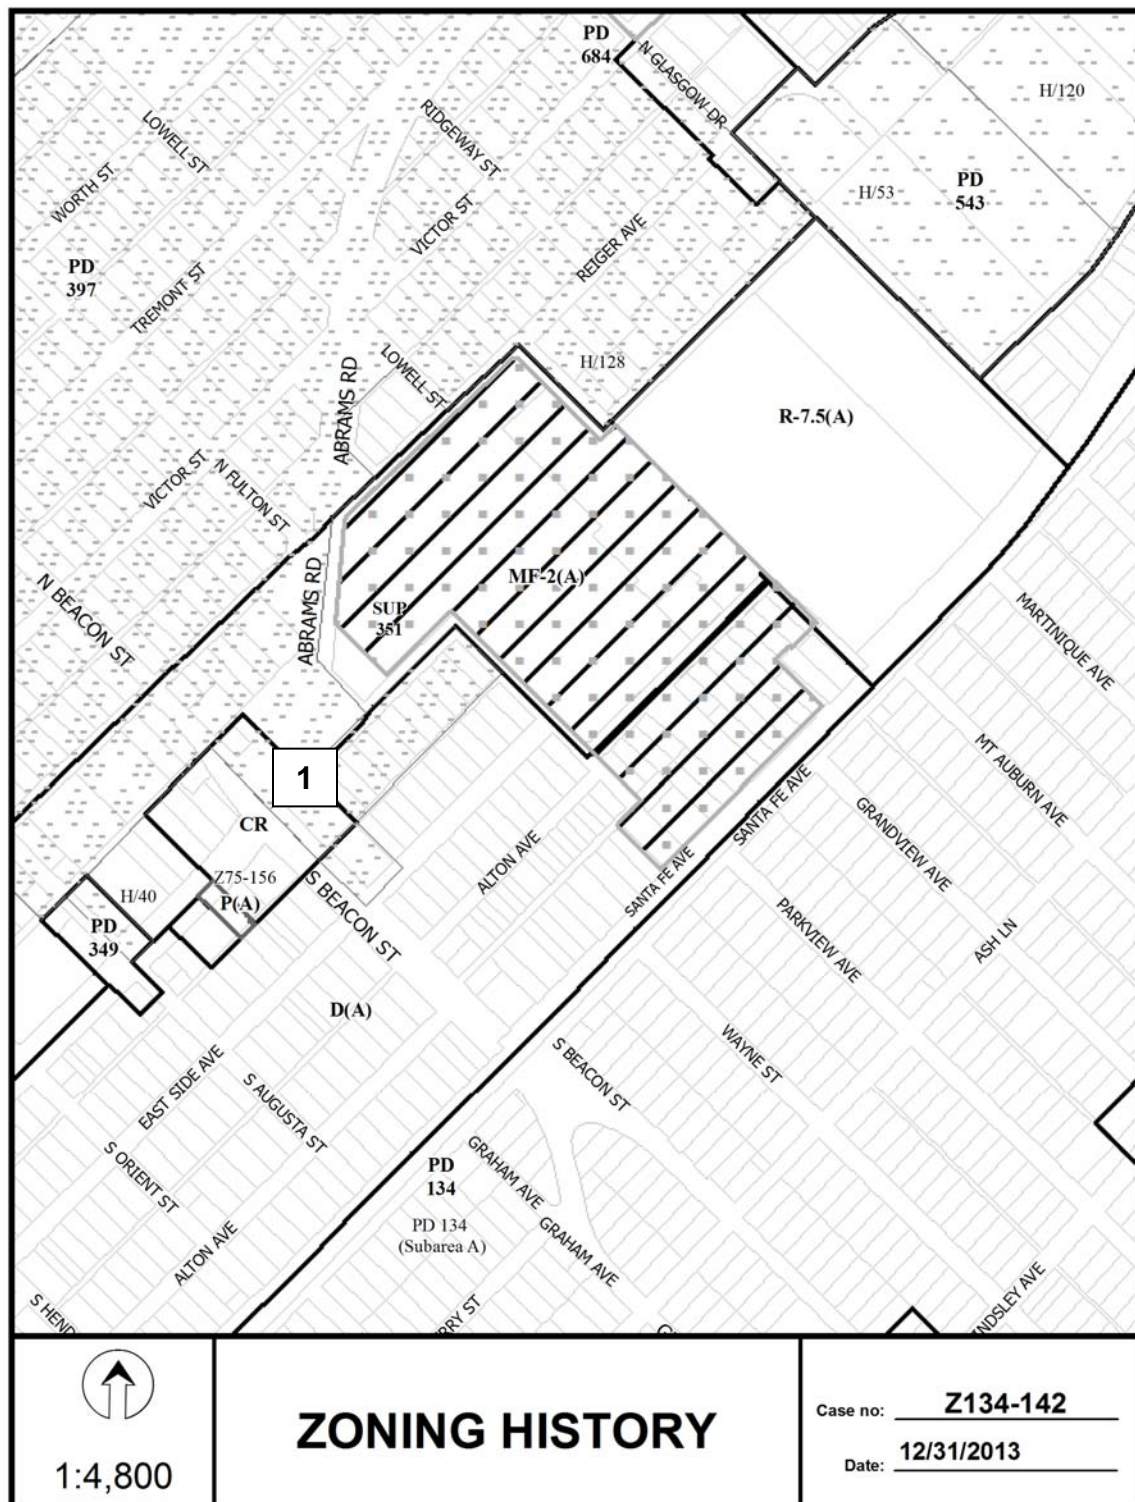 PD
684
N GLASGOW DR
H/120
RIDGEWAY ST
LOWELL ST
WORTH ST
VICTOR ST
H/53
PD
543
REIGER AVE
PD
397
TREMONT ST
H/128
LOWELL ST
ABRAMS RD
R-7.5(A)
VICTOR ST
N FULTON ST
MF-2(A)
N BEACON ST
ABRAMS RD
SUP
351
MARTINIQUE AVE
MT AUBURN AVE
1
SANTA FE AVE
GRANDVIEW AVE
CR
ALTON AVE
Z75-156
SANTA FE AVE
H/40
P(A)
S BEACON ST
PD
349
PARKVIEW AVE
ASH LN
D(A)
WAYNE ST
S BEACON ST
EAST SIDE AVE
S AUGUSTA ST
S ORIENT ST
PD
134
GRAHAM AVE
PD 134
(Subarea A)
GRAHAM AVE
ALTON AVE
S HEND
RRY ST
NDSLEY AVE
1:4,800
ZONING HISTORY
Case no: Z134-142
Date: 12/31/2013